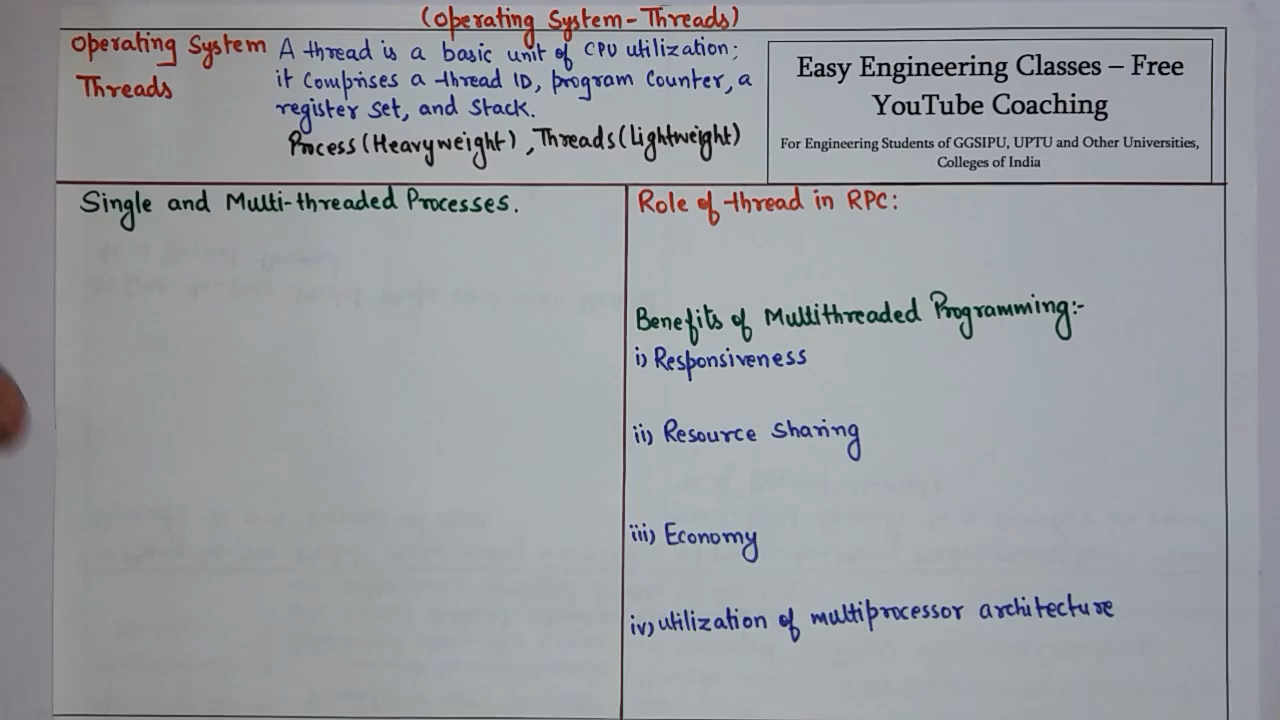 (Operating System - Threads)
Operating System
Threads
A thread is a basic unit of CPU utilization;
it Comprises a thread ID, program Counter, a
register Set, and Stack.
Process (Heavyweight), Threads (Lightweight)
Easy Engineering Classes – Free
YouTube Coaching
For Engineering Students of GGSIPU, UPTU and Other Universities,
Colleges of India
Single and Multi-threaded Processes.
Role of thread in RPC:
Benefits of Multithreaded Programming:-
i) Responsiveness
ii) Resource Sharing
iii) Economy
iv) Utilization of multiprocessor architecture